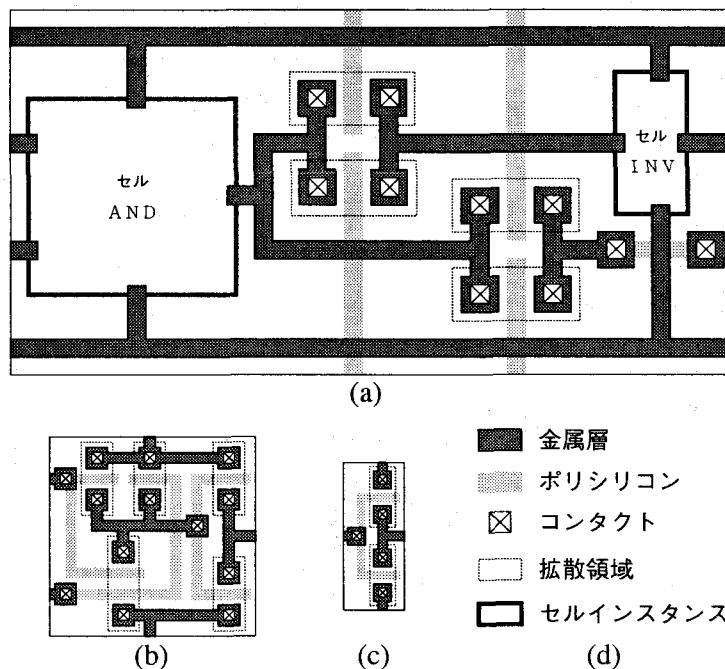 セル
AND
セル
INV
(a)
金属層
ポリシリコン
コンタクト
拡散領域
セルインスタンス
(b)
(c)
(d)